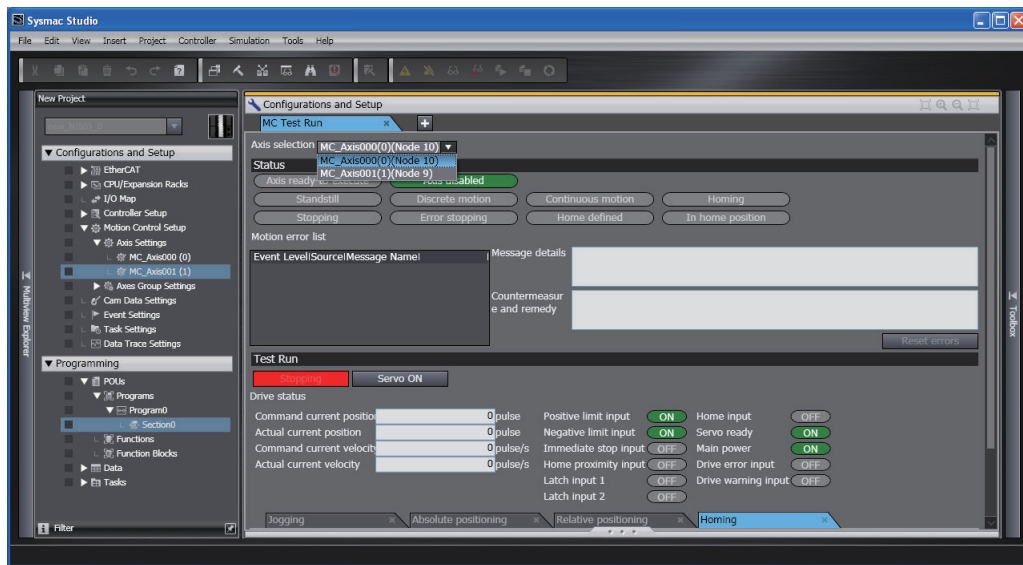 Sysmac Studio
File Edit View Insert Project Controller Simulation Tools Help
New Project
Configurations and Setup
EtherCAT
CPU/Expansion Racks
I/O Map
Controller Setup
Motion Control Setup
Axis Settings
MC_Axis000 (0)
MC_Axis001 (1)
Axes Group Settings
Cam Data Settings
Event Settings
Task Settings
Data Trace Settings
Programming
POUs
Programs
Program0
Section0
Functions
Function Blocks
Data
Tasks
Filter
Multiview Explorer
Configurations and Setup
MC Test Run
Axis selection MC_Axis000(0)(Node 10)
MC_Axis000(0)(Node 10)
MC_Axis001(1)(Node 9)
Status
Axis ready to execute Axis disabled
Standstill Discrete motion Continuous motion Homing
Stopping Error stopping Home defined In home position
Motion error list
Event Level|Source|Message Name|
Message details
Countermeasur
e and remedy
Reset errors
Test Run
Stopping Servo ON
Drive status
Command current position 0 pulse Positive limit input ON Home input OFF
Actual current position 0 pulse Negative limit input ON Servo ready ON
Command current velocity 0 pulse/s Immediate stop input OFF Main power ON
Actual current velocity 0 pulse/s Home proximity input OFF Drive error input OFF
Latch input 1 OFF Drive warning input OFF
Latch input 2 OFF
Jogging Absolute positioning Relative positioning Homing
Toolbox